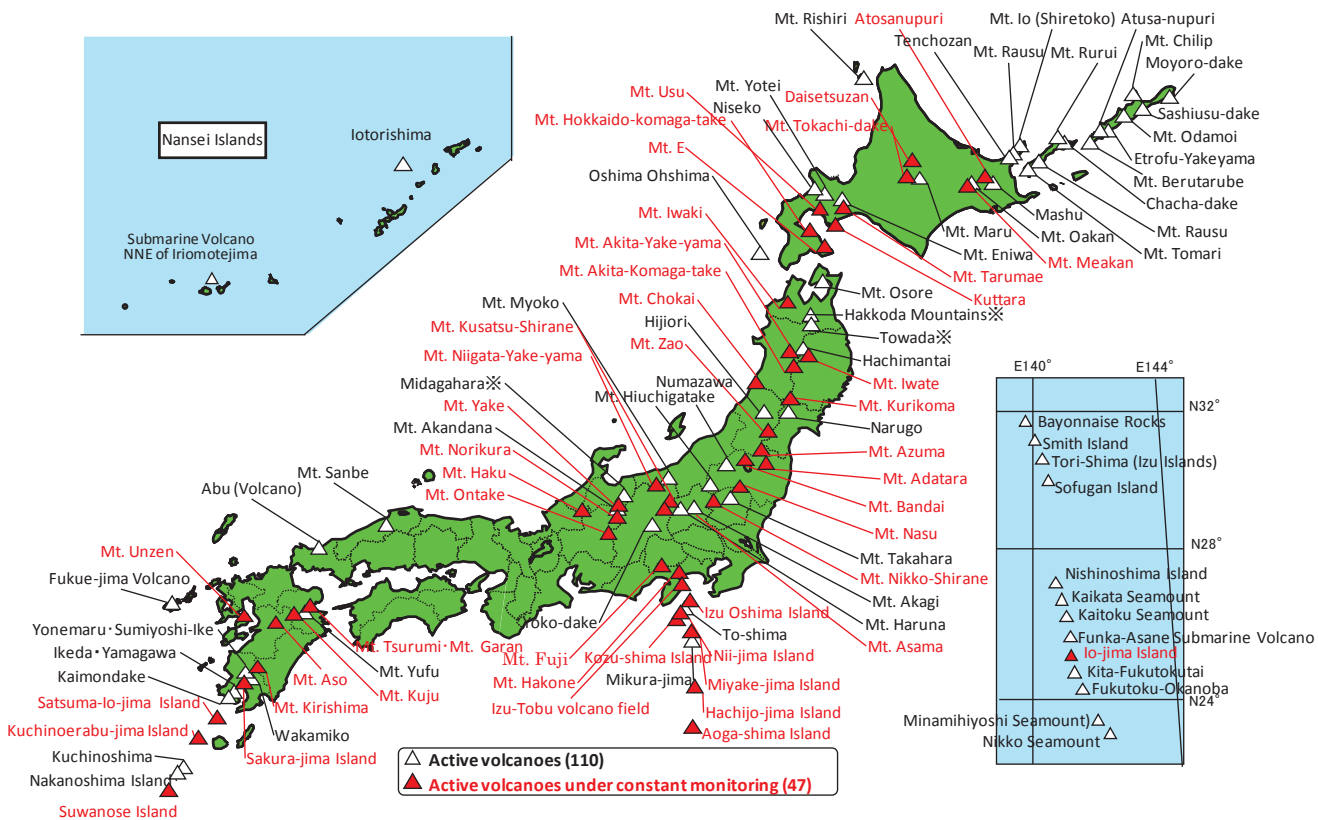 Nansei Islands
Iotorishima
Submarine Volcano
NNE of Iriomotejima
Mt. Rishiri
Atosanupuri
Tenchozan
Mt. Io (Shiretoko)
Mt. Rausu
Mt. Rurui
Atusa-nupuri
Mt. Chilip
Moyoro-dake
Sashiusu-dake
Mt. Odamoi
Etrofu-Yakeyama
Mt. Berutarube
Chacha-dake
Mt. Rausu
Mt. Tomari
Mt. Yotei
Niseko
Mt. Usu
Daisetsuzan
Mt. Hokkaido-komaga-take
Mt. Tokachi-dake
Mt. E
Oshima Ohshima
Mashu
Mt. Oakan
Mt. Meakan
Mt. Maru
Mt. Eniwa
Mt. Tarumae
Kuttara
Mt. Iwaki
Mt. Akita-Yake-yama
Mt. Akita-Komaga-take
Mt. Chokai
Hijiori
Mt. Zao
Mt. Osore
Hakkoda Mountains※
Towada※
Hachimantai
Mt. Iwate
Mt. Kurikoma
Narugo
Mt. Azuma
Mt. Adatara
Mt. Bandai
Mt. Nasu
Mt. Takahara
Mt. Nikko-Shirane
Mt. Akagi
Mt. Haruna
Mt. Asama
Mt. Myoko
Mt. Kusatsu-Shirane
Mt. Niigata-Yake-yama
Numazawa
Mt. Hiuchigatake
Midagahara※
Mt. Yake
Mt. Akandana
Mt. Norikura
Mt. Haku
Mt. Ontake
Mt. Sanbe
Abu (Volcano)
Mt. Unzen
Fukue-jima Volcano
Yonemaru・Sumiyoshi-Ike
Ikeda・Yamagawa
Kaimondake
Satsuma-Io-jima Island
Kuchinoerabu-jima Island
Kuchinoshima
Nakanoshima Island
Suwanose Island
Mt. Tsurumi・Mt. Garan
Mt. Yufu
Mt. Kuju
Mt. Aso
Mt. Kirishima
Wakamiko
Sakura-jima Island
Yoko-dake
Mt. Fuji
Mt. Hakone
Izu-Tobu volcano field
Izu Oshima Island
To-shima
Nii-jima Island
Kozu-shima Island
Mikura-jima
Miyake-jima Island
Hachijo-jima Island
Aoga-shima Island
E140°
E144°
N32°
Bayonnaise Rocks
Smith Island
Tori-Shima (Izu Islands)
Sofugan Island
N28°
Nishinoshima Island
Kaikata Seamount
Kaitoku Seamount
Funka-Asane Submarine Volcano
Io-jima Island
Kita-Fukutokutai
Fukutoku-Okanoba
N24°
Minamihiyoshi Seamount)
Nikko Seamount
Active volcanoes (110)
Active volcanoes under constant monitoring (47)